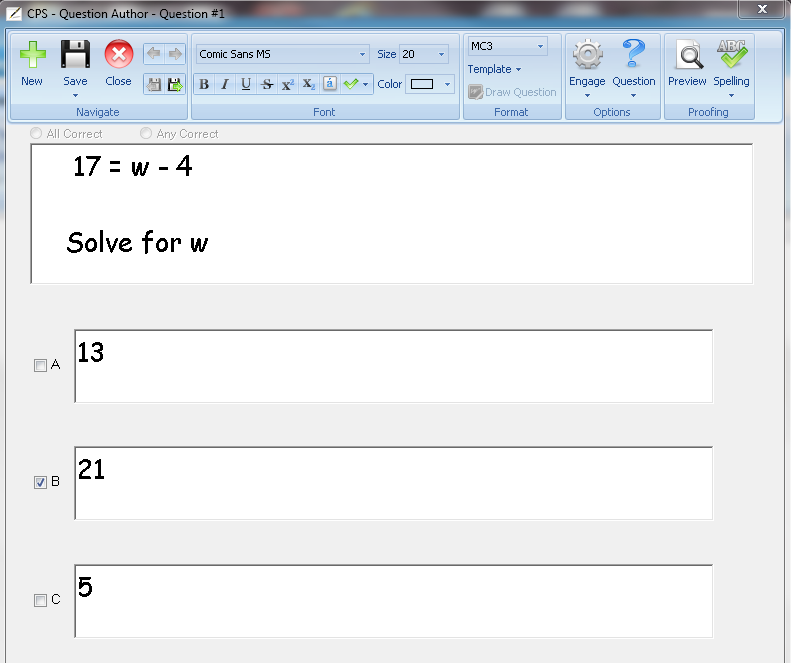 CPS - Question Author - Question #1
New Save Close
Navigate
Comic Sans MS Size 20
B I U S X² X₂ a Color
Font
MC3
Template
Draw Question
Format
Engage Question
Options
ABC
Preview Spelling
Proofing
All Correct Any Correct
17 = w - 4
Solve for w
A 13
B 21
C 5